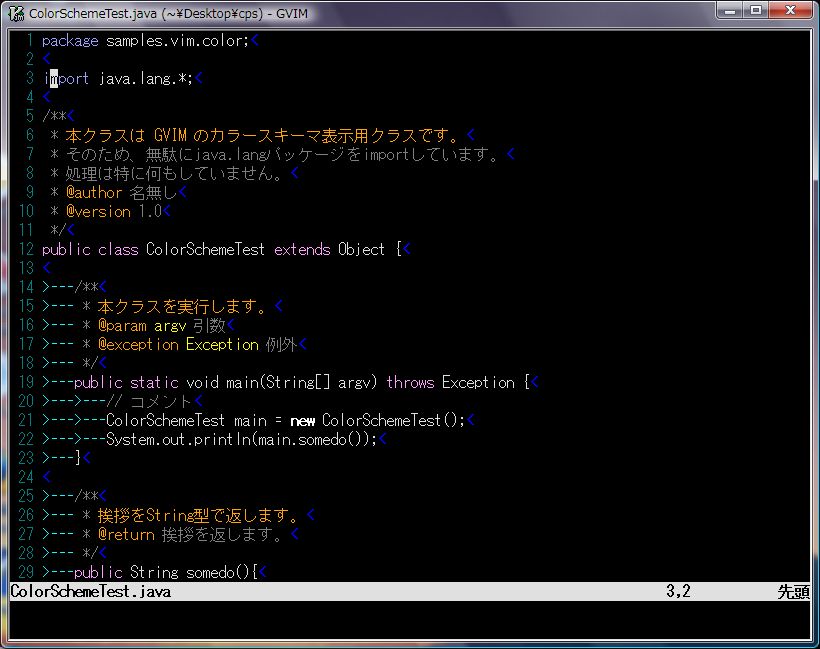 ColorSchemeTest.java (~¥Desktop¥cps) - GVIM
1 package samples.vim.color;<
2 <
3 import java.lang.*;<
4 <
5 /**<
6  * 本クラスは GVIM のカラースキーマ表示用クラスです。<
7  * そのため、無駄にjava.langパッケージをimportしています。<
8  * 処理は特に何もしていません。<
9  * @author 名無し<
10  * @version 1.0<
11  */<
12 public class ColorSchemeTest extends Object {<
13 <
14 >---/**<
15 >--- * 本クラスを実行します。<
16 >--- * @param argv 引数<
17 >--- * @exception Exception 例外<
18 >--- */<
19 >---public static void main(String[] argv) throws Exception {<
20 >--->---// コメント<
21 >--->---ColorSchemeTest main = new ColorSchemeTest();<
22 >--->---System.out.println(main.somedo());<
23 >---}<
24 <
25 >---/**<
26 >--- * 挨拶をString型で返します。<
27 >--- * @return 挨拶を返します。<
28 >--- */<
29 >---public String somedo(){<
ColorSchemeTest.java 3,2 先頭